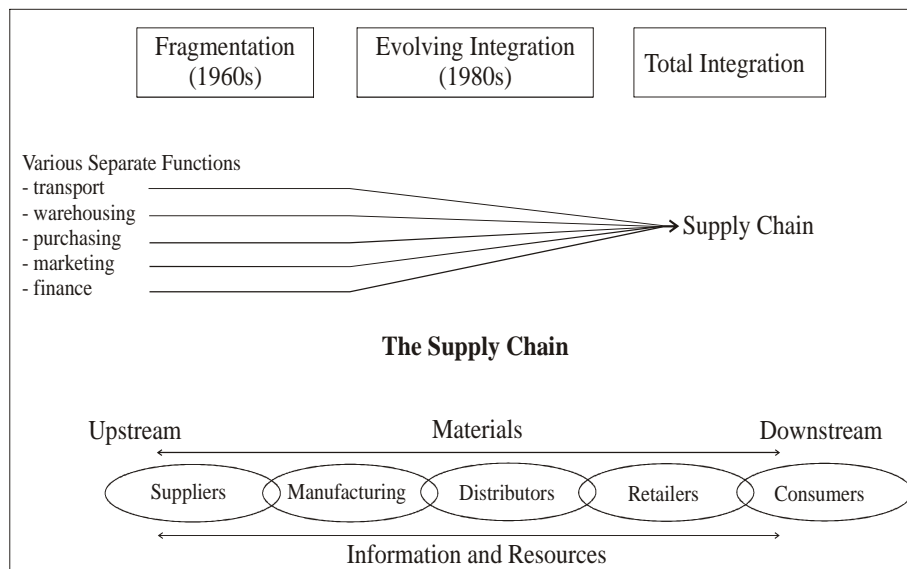 Fragmentation
(1960s)
Evolving Integration
(1980s)
Total Integration
Various Separate Functions
- transport
- warehousing
- purchasing
- marketing
- finance
Supply Chain
The Supply Chain
Upstream
Materials
Downstream
Suppliers
Manufacturing
Distributors
Retailers
Consumers
Information and Resources